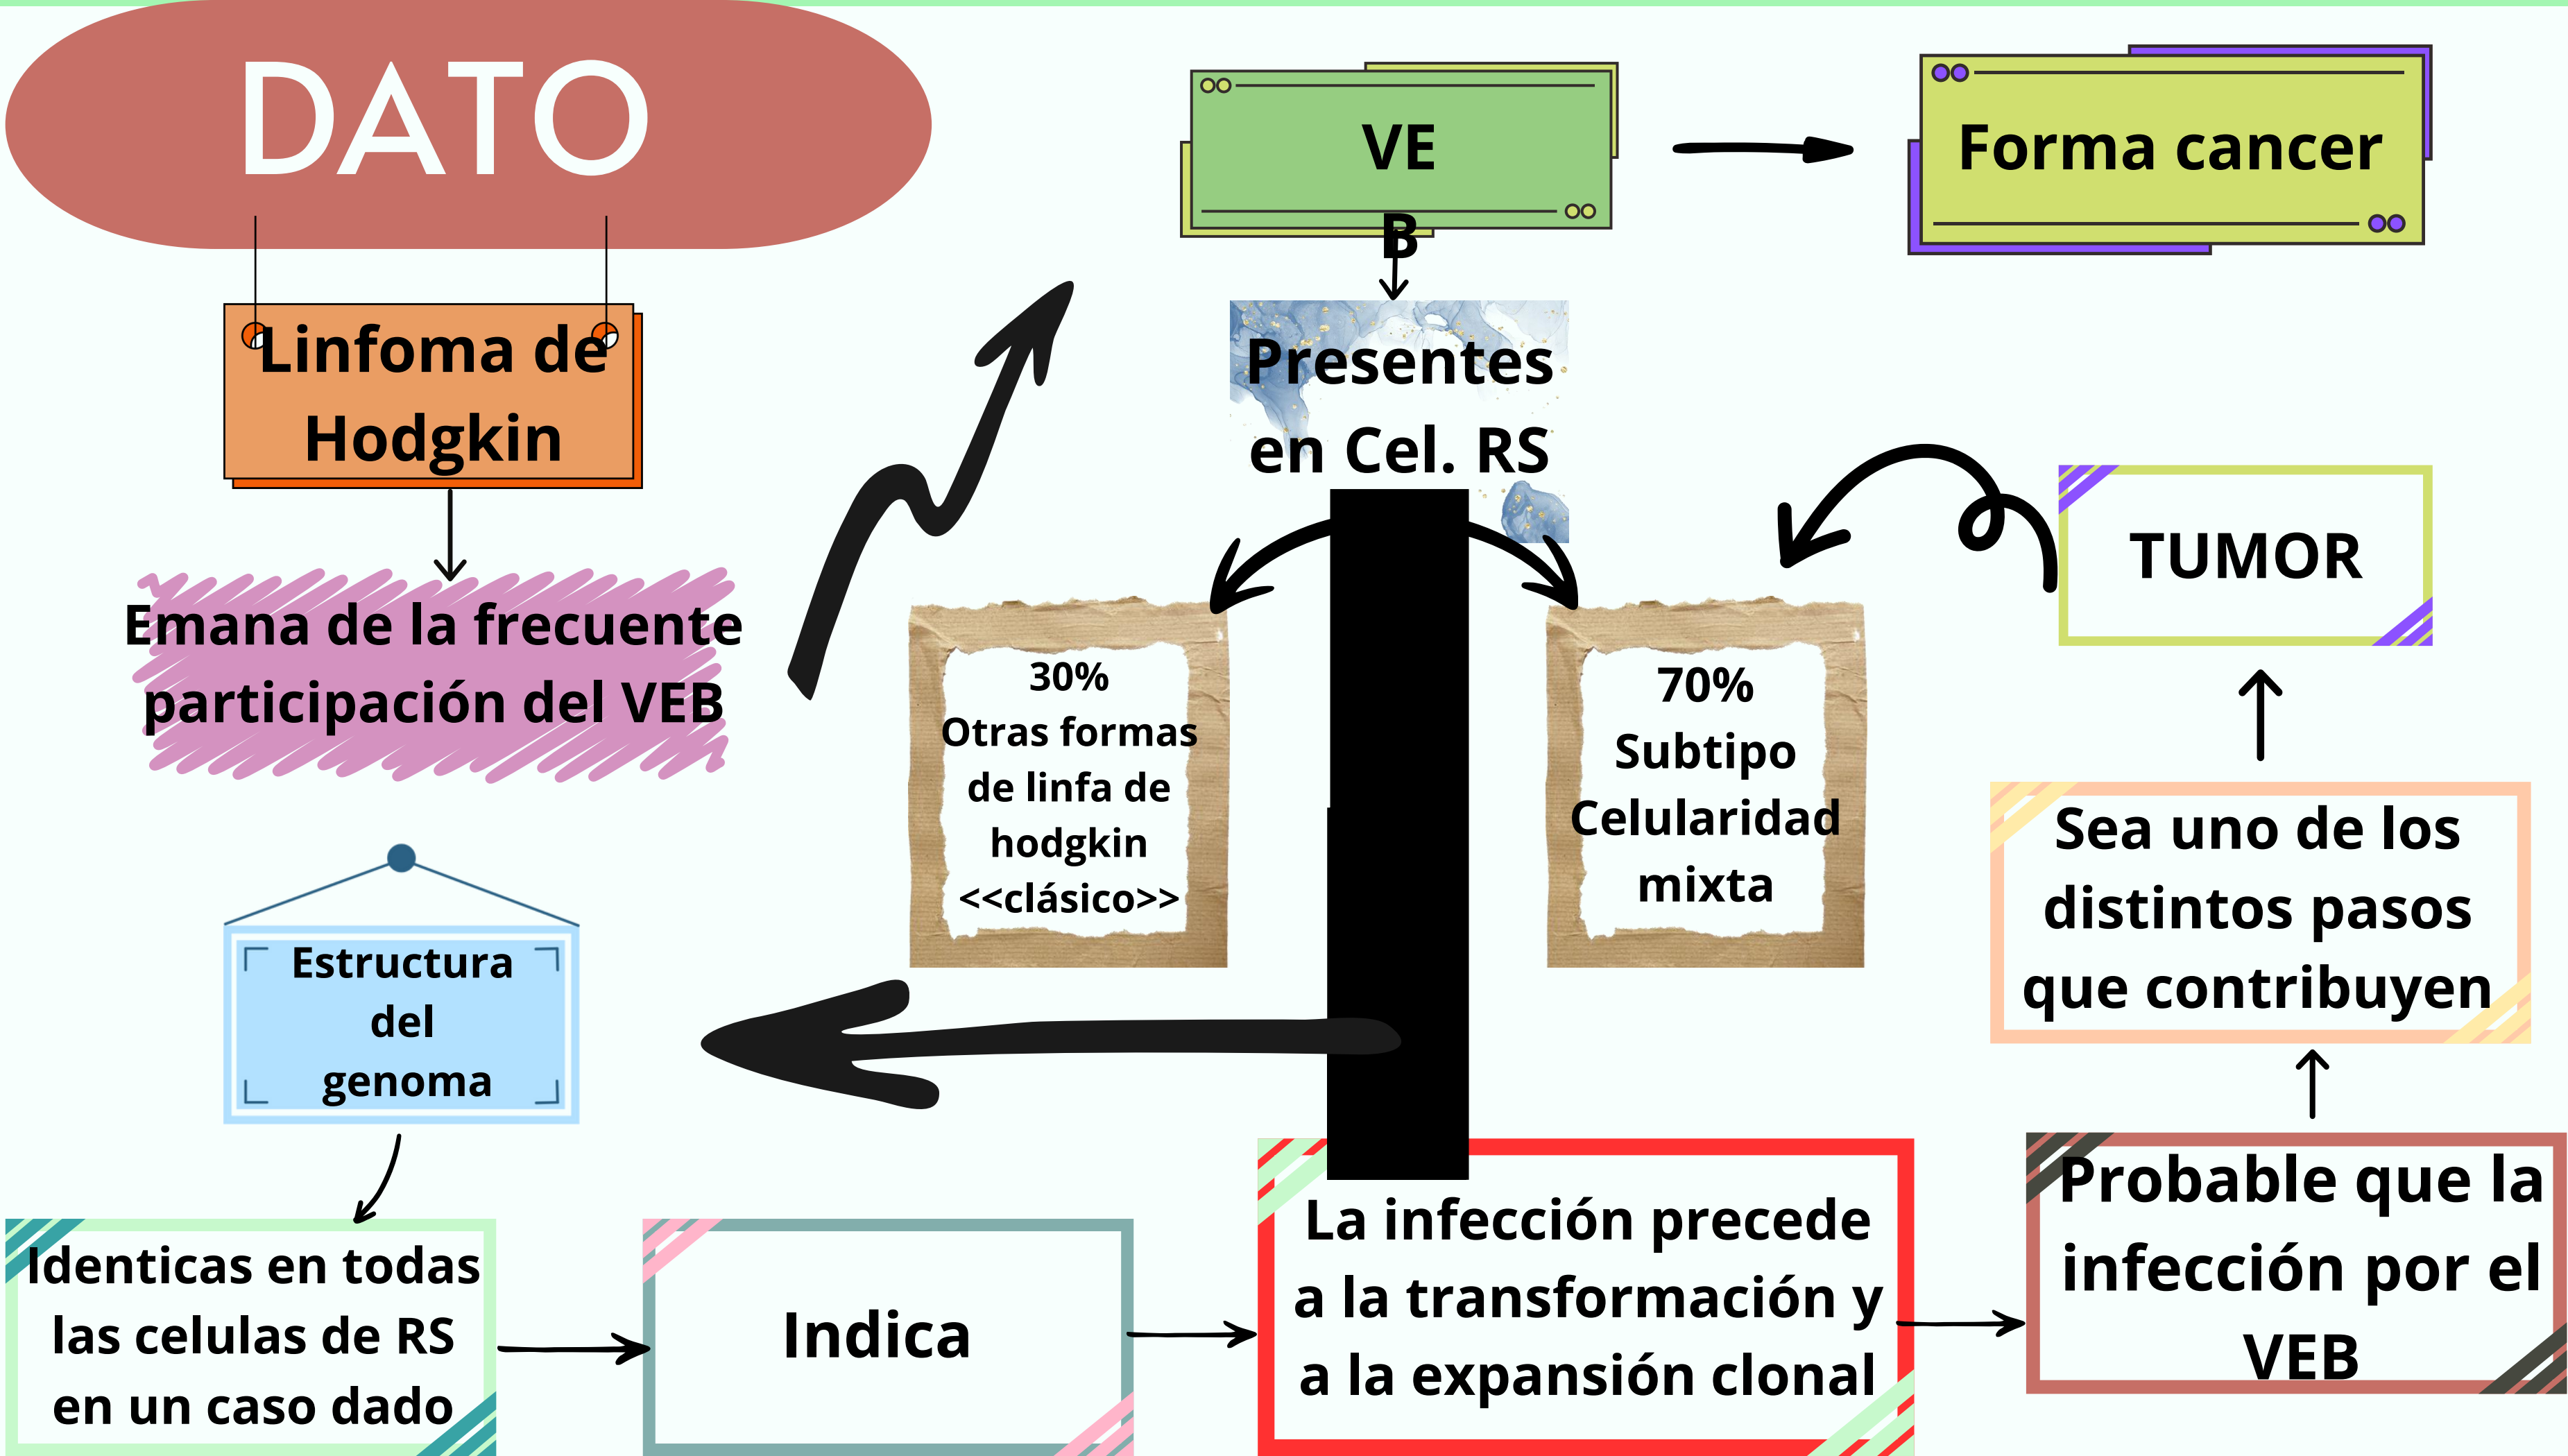 DATO
Linfoma de
Hodgkin
Emana de la frecuente
participación del VEB
VE
B
Forma cancer
Presentes
en Cel. RS
30%
Otras formas
de linfa de
hodgkin
<<clásico>>
70%
Subtipo
Celularidad
mixta
Estructura
del
genoma
Identicas en todas
las celulas de RS
en un caso dado
Indica
La infección precede
a la transformación y
a la expansión clonal
Probable que la
infección por el
VEB
Sea uno de los
distintos pasos
que contribuyen
TUMOR